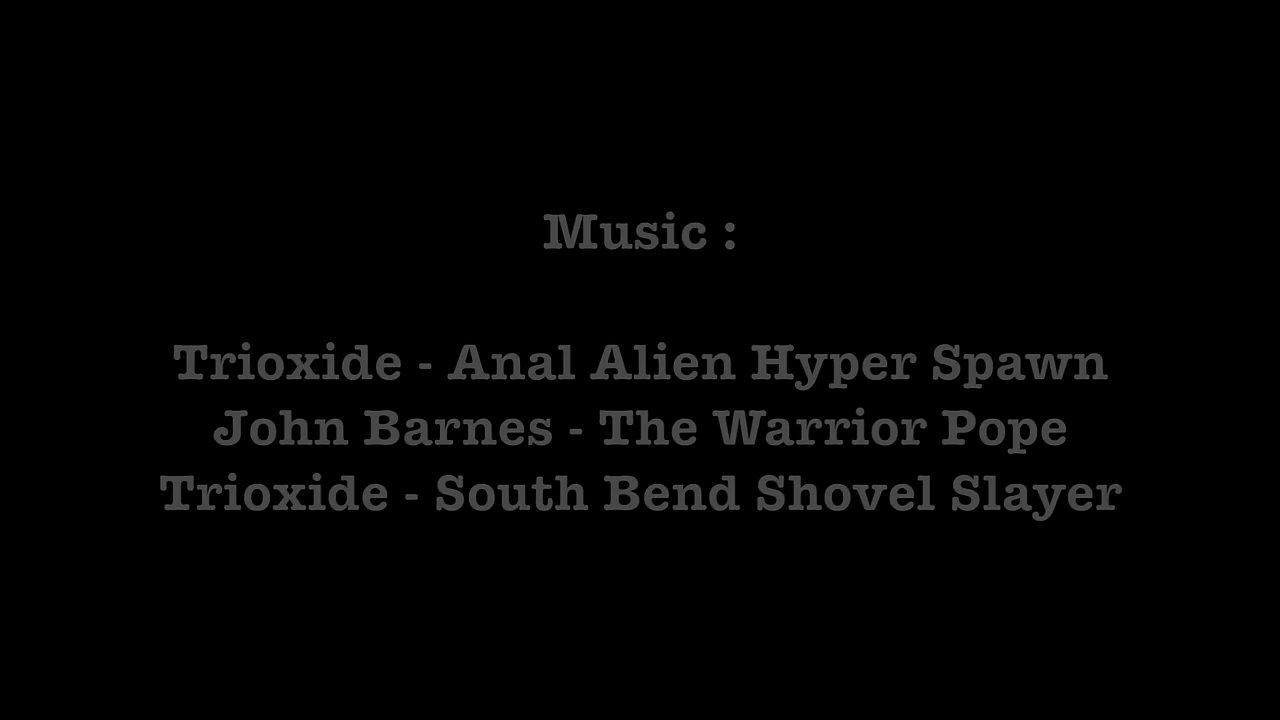 Music :
Trioxide - Anal Alien Hyper Spawn
John Barnes - The Warrior Pope
Trioxide - South Bend Shovel Slayer